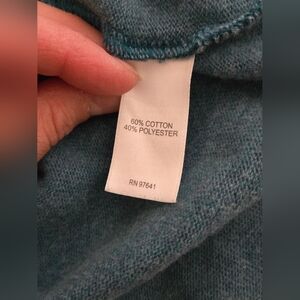 60% COTTON
40% POLYESTER
RN 97641